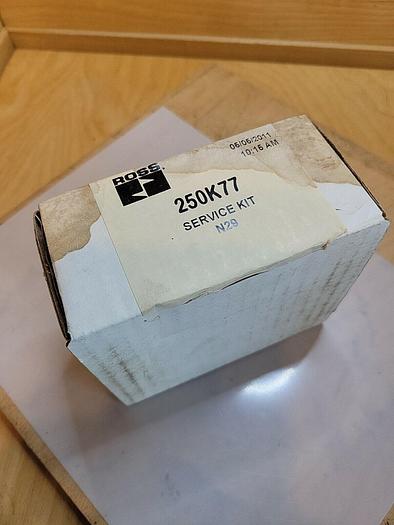 ROSS
06/06/2011
10:16 AM
250K77
SERVICE KIT
N29